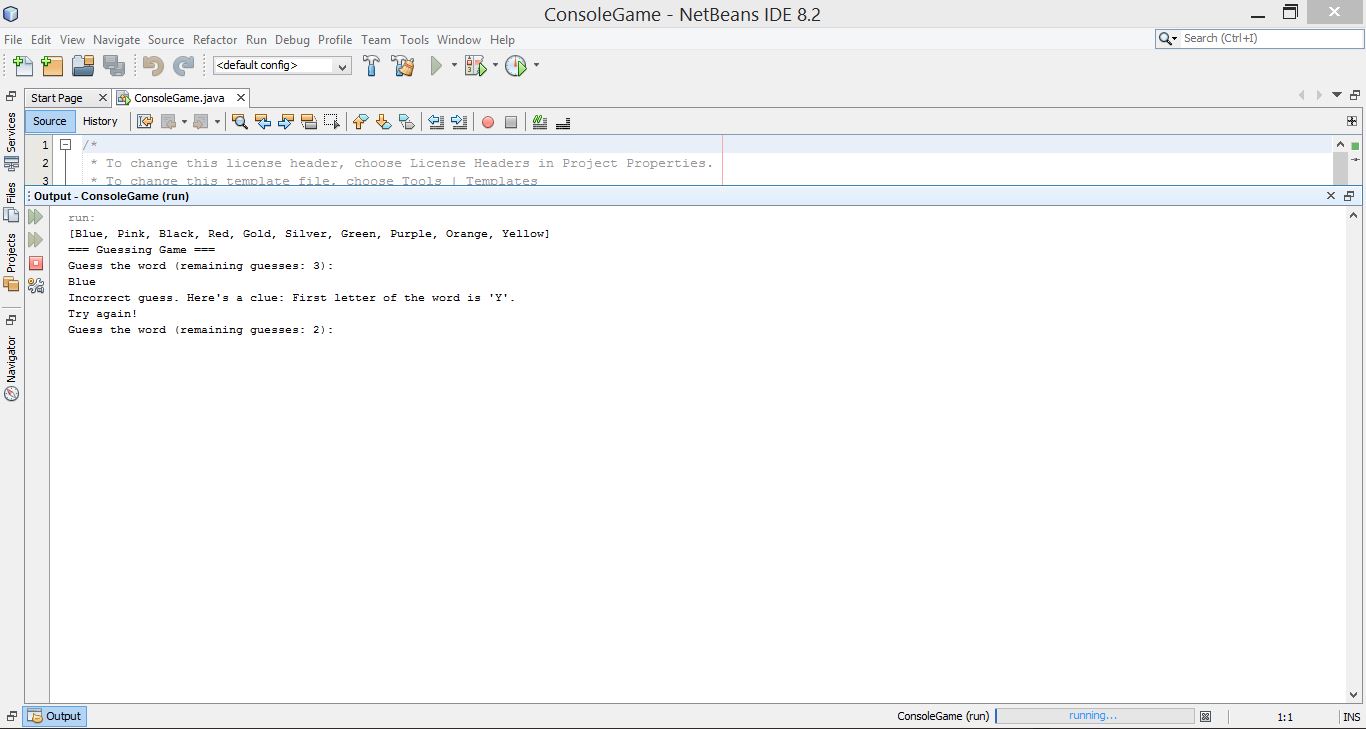 ConsoleGame - NetBeans IDE 8.2
File Edit View Navigate Source Refactor Run Debug Profile Team Tools Window Help
Search (Ctrl+I)
<default config>
Start Page ConsoleGame.java
Source History
Services
Files
Projects
Navigator
1 /*
2 * To change this license header, choose License Headers in Project Properties.
3 * To change this template file, choose Tools | Templates
Output - ConsoleGame (run)
run:
[Blue, Pink, Black, Red, Gold, Silver, Green, Purple, Orange, Yellow]
=== Guessing Game ===
Guess the word (remaining guesses: 3):
Blue
Incorrect guess. Here's a clue: First letter of the word is 'Y'.
Try again!
Guess the word (remaining guesses: 2):
Output
ConsoleGame (run) running... 1:1 INS